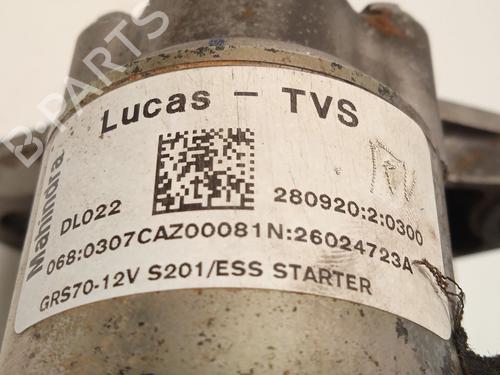 B-PARTS
Lucas - TVS
Mahindra
DL022
280920:2:0300
068:0307CAZ00081N:26024723A
GRS70-12V S201/ESS STARTER